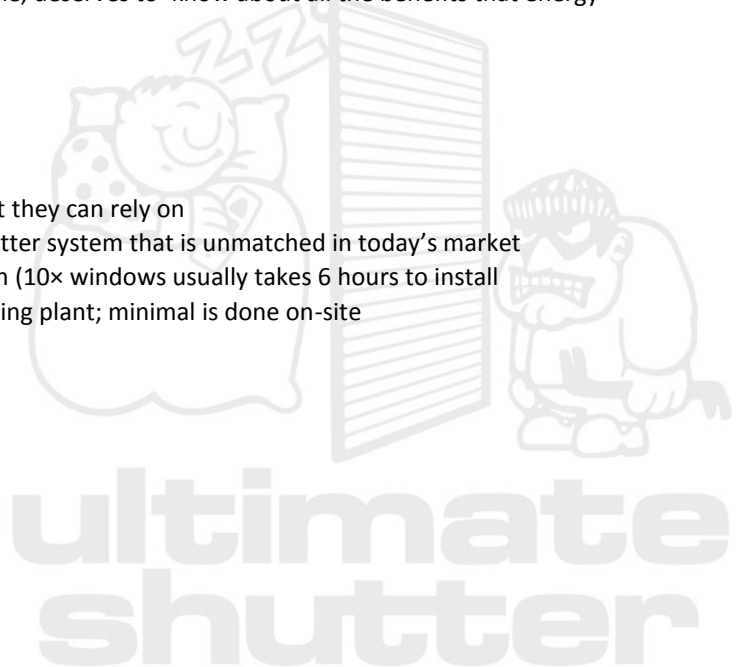 deserves to know about all the benefits that energy
ZZ
t they can rely on
tter system that is unmatched in today's market
(10× windows usually takes 6 hours to install
ing plant; minimal is done on-site
ultimate
shutter